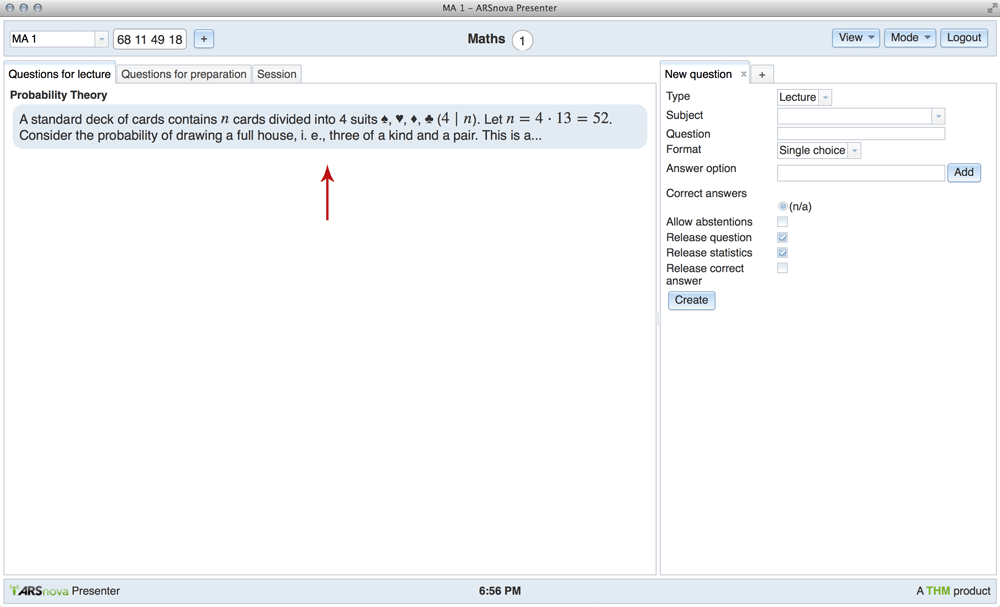 MA 1 – ARSnova Presenter
MA 1
68 11 49 18
+
Maths 1
View
Mode
Logout
Questions for lecture
Questions for preparation
Session
Probability Theory
A standard deck of cards contains n cards divided into 4 suits ♠, ♥, ♦, ♣ (4 | n). Let n = 4 · 13 = 52.
Consider the probability of drawing a full house, i. e., three of a kind and a pair. This is a...
New question ×
+
Type Lecture
Subject
Question
Format Single choice
Answer option Add
Correct answers
(n/a)
Allow abstentions
Release question
Release statistics
Release correct
answer
Create
ARSnova Presenter
6:56 PM
A THM product